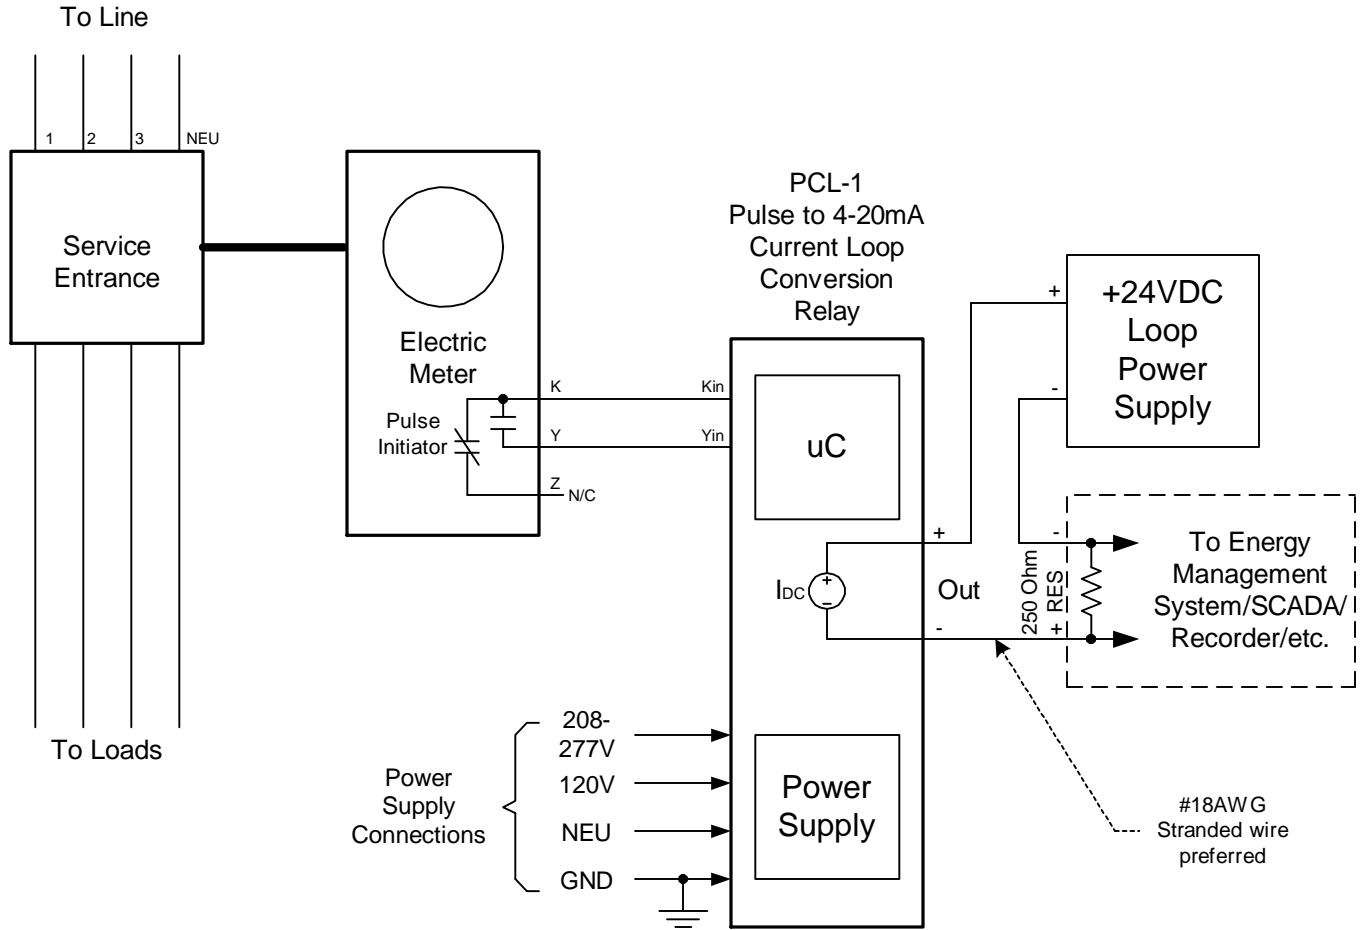 To Line
1
2
3
NEU
Service
Entrance
To Loads
Electric
Meter
Pulse
Initiator
K
Y
Z
N/C
PCL-1
Pulse to 4-20mA
Current Loop
Conversion
Relay
Kin
Yin
uC
IDC
+
-
+
-
Out
Power
Supply
Power
Supply
Connections
208-
277V
120V
NEU
GND
+
-
+24VDC
Loop
Power
Supply
-
+
250 Ohm
RES
To Energy
Management
System/SCADA/
Recorder/etc.
#18AWG
Stranded wire
preferred